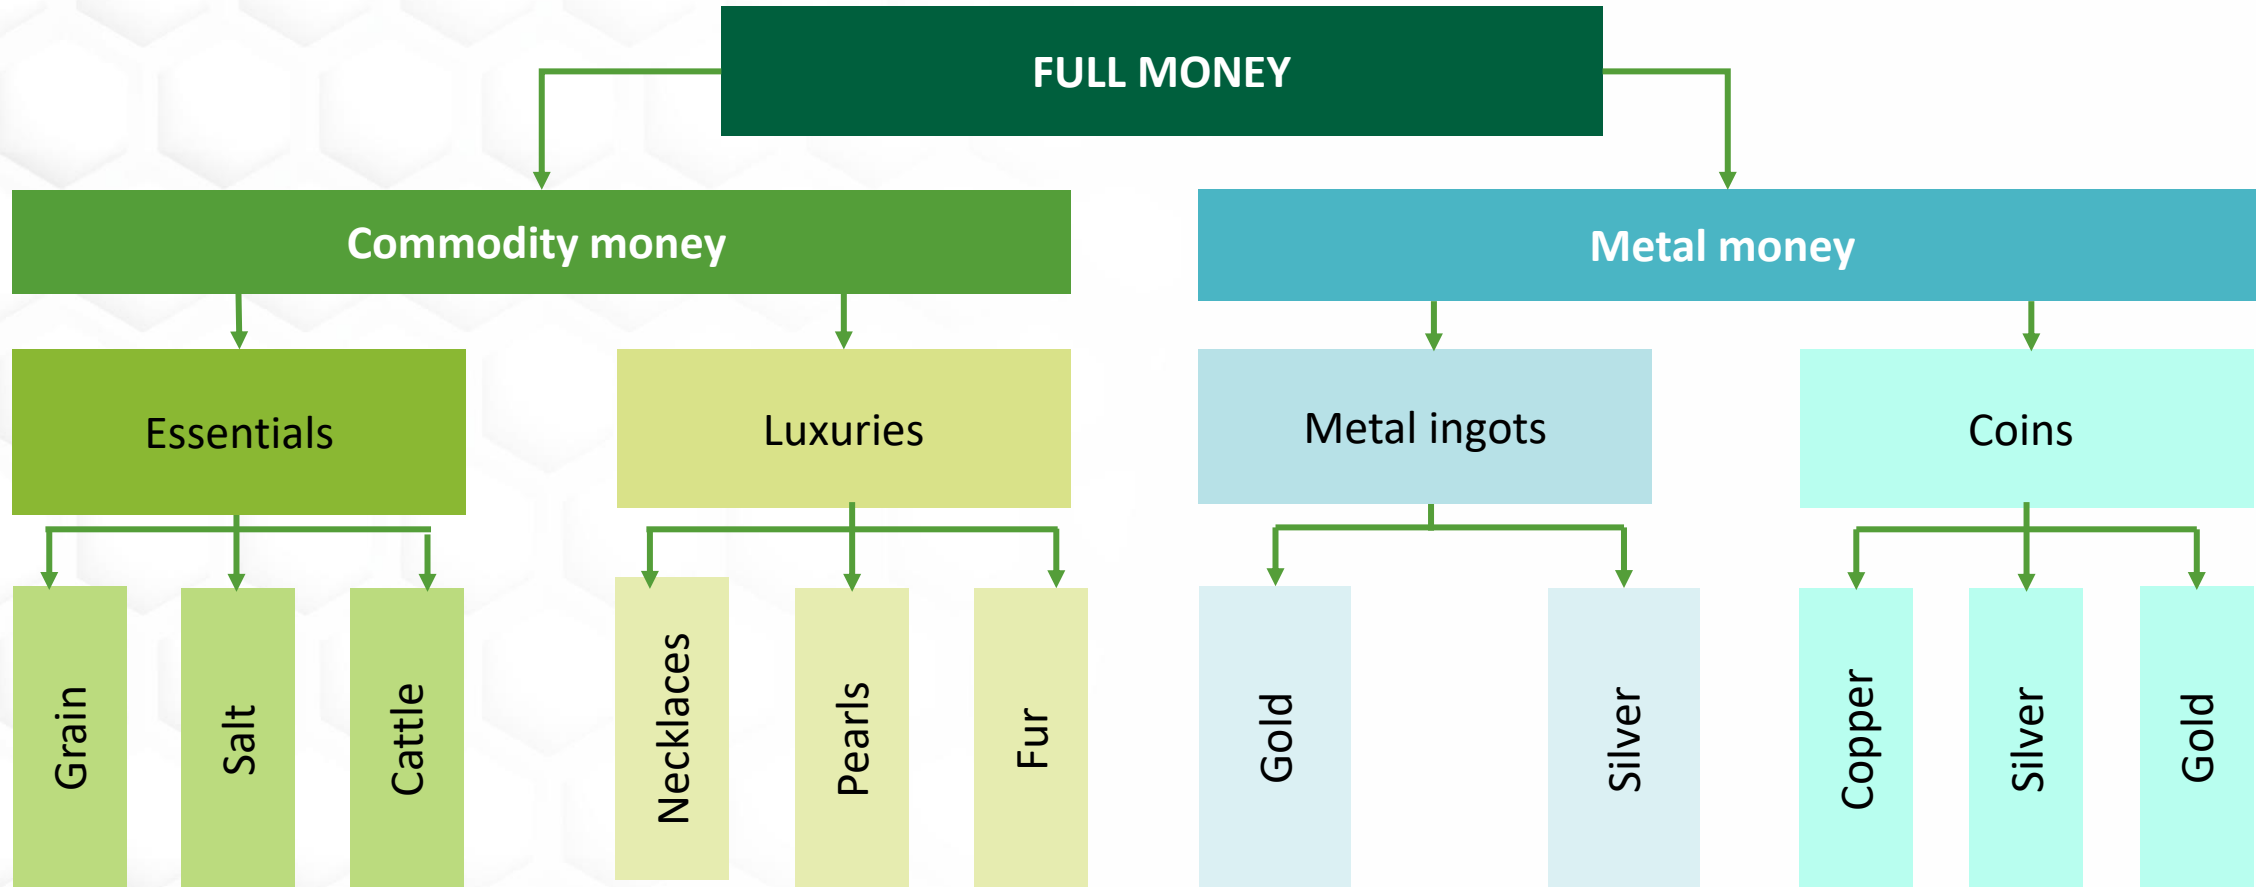 FULL MONEY
Commodity money
Metal money
Essentials
Luxuries
Metal ingots
Coins
Grain
Salt
Cattle
Necklaces
Pearls
Fur
Gold
Silver
Copper
Silver
Gold